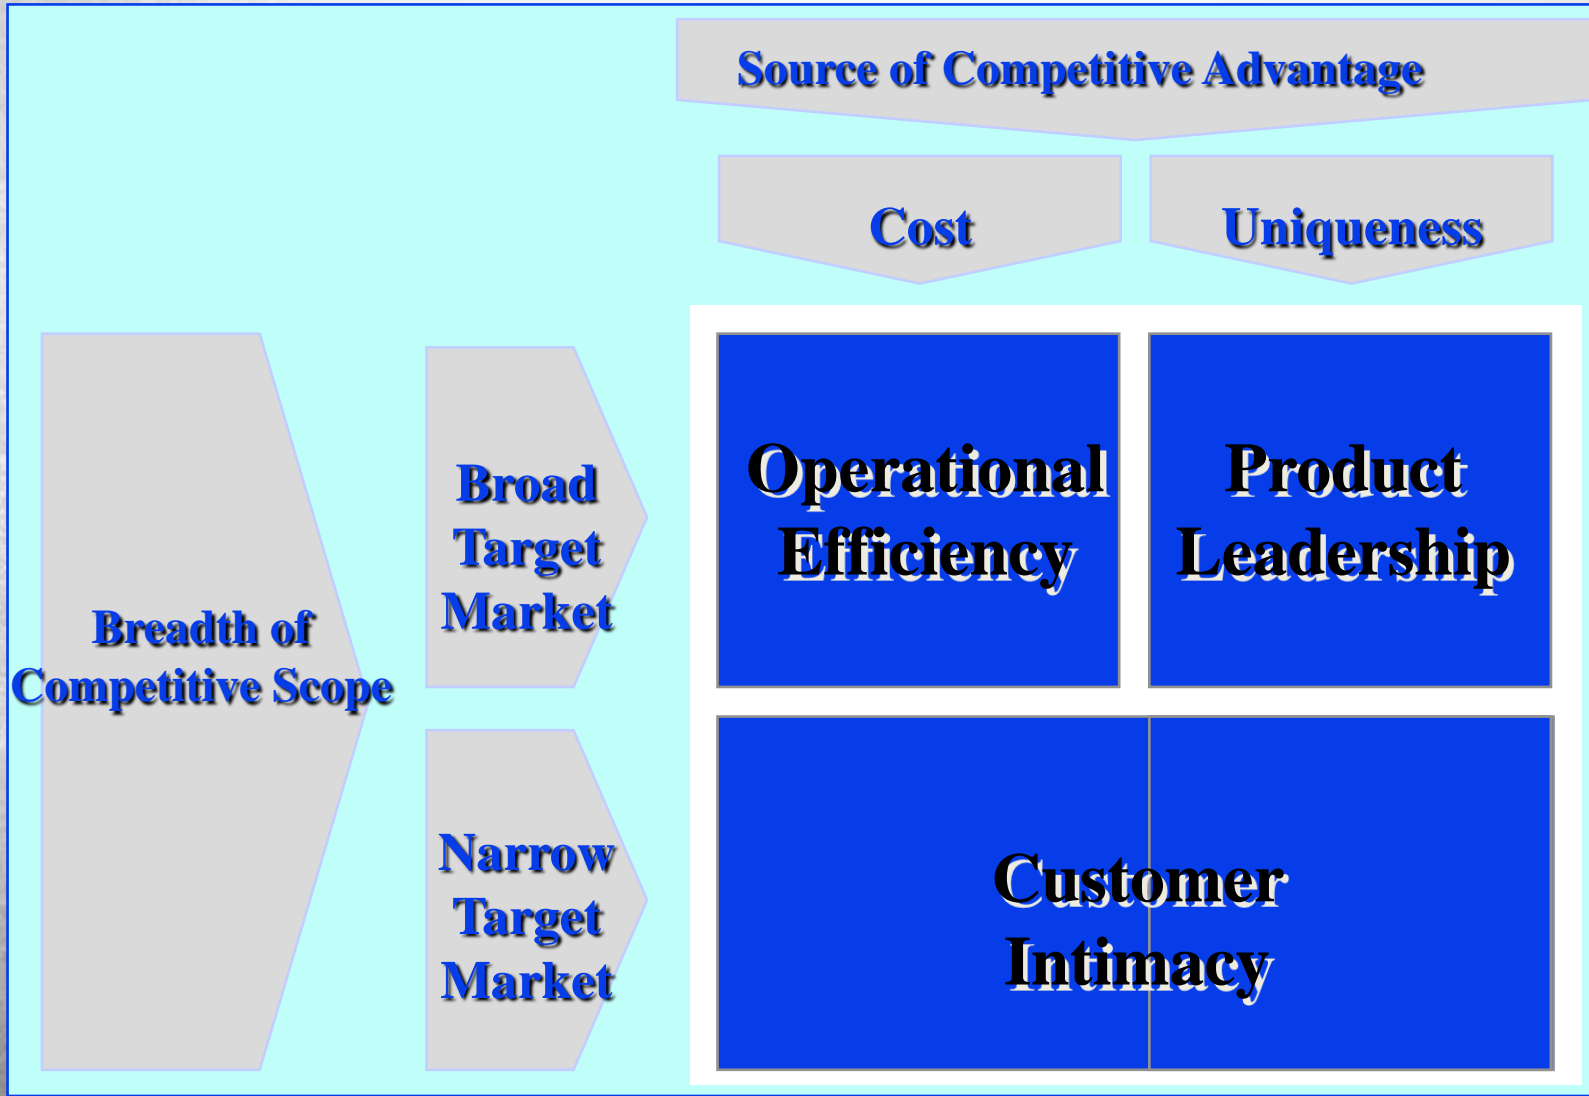 Source of Competitive Advantage
Cost
Uniqueness
Breadth of
Competitive Scope
Broad
Target
Market
Operational
Efficiency
Product
Leadership
Narrow
Target
Market
Customer
Intimacy